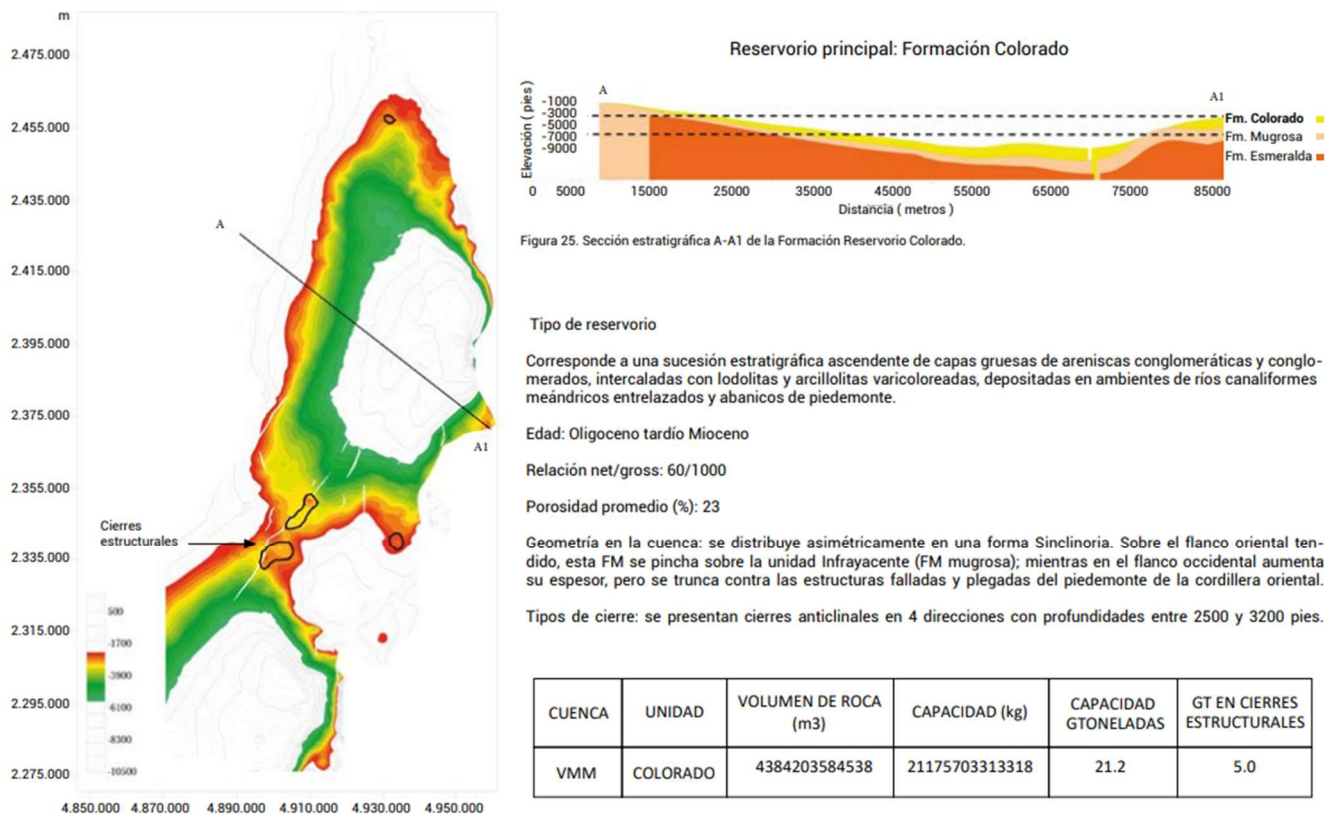 m
2.475.000
2.455.000
2.435.000
2.415.000
2.395.000
2.375.000
2.355.000
2.335.000
2.315.000
2.295.000
2.275.000
4.850.000 4.870.000 4.890.000 4.910.000 4.930.000 4.950.000
A
A1
Cierres
estructurales
500
-1700
-3900
-6100
-8300
-10500
Reservorio principal: Formación Colorado
Elevación ( pies )
-1000
-3000
-5000
-7000
-9000
A
A1
Fm. Colorado
Fm. Mugrosa
Fm. Esmeralda
0 5000 15000 25000 35000 45000 55000 65000 75000 85000
Distancia ( metros )
Figura 25. Sección estratigráfica A-A1 de la Formación Reservorio Colorado.
Tipo de reservorio
Corresponde a una sucesión estratigráfica ascendente de capas gruesas de areniscas conglomeráticas y conglo-
merados, intercaladas con lodolitas y arcillolitas varicoloreadas, depositadas en ambientes de ríos canaliformes
meándricos entrelazados y abanicos de piedemonte.
Edad: Oligoceno tardío Mioceno
Relación net/gross: 60/1000
Porosidad promedio (%): 23
Geometría en la cuenca: se distribuye asimétricamente en una forma Sinclinoria. Sobre el flanco oriental ten-
dido, esta FM se pincha sobre la unidad Infrayacente (FM mugrosa); mientras en el flanco occidental aumenta
su espesor, pero se trunca contra las estructuras falladas y plegadas del piedemonte de la cordillera oriental.
Tipos de cierre: se presentan cierres anticlinales en 4 direcciones con profundidades entre 2500 y 3200 pies.
CUENCA UNIDAD VOLUMEN DE ROCA (m3) CAPACIDAD (kg) CAPACIDAD GTONELADAS GT EN CIERRES ESTRUCTURALES
VMM COLORADO 4384203584538 21175703313318 21.2 5.0